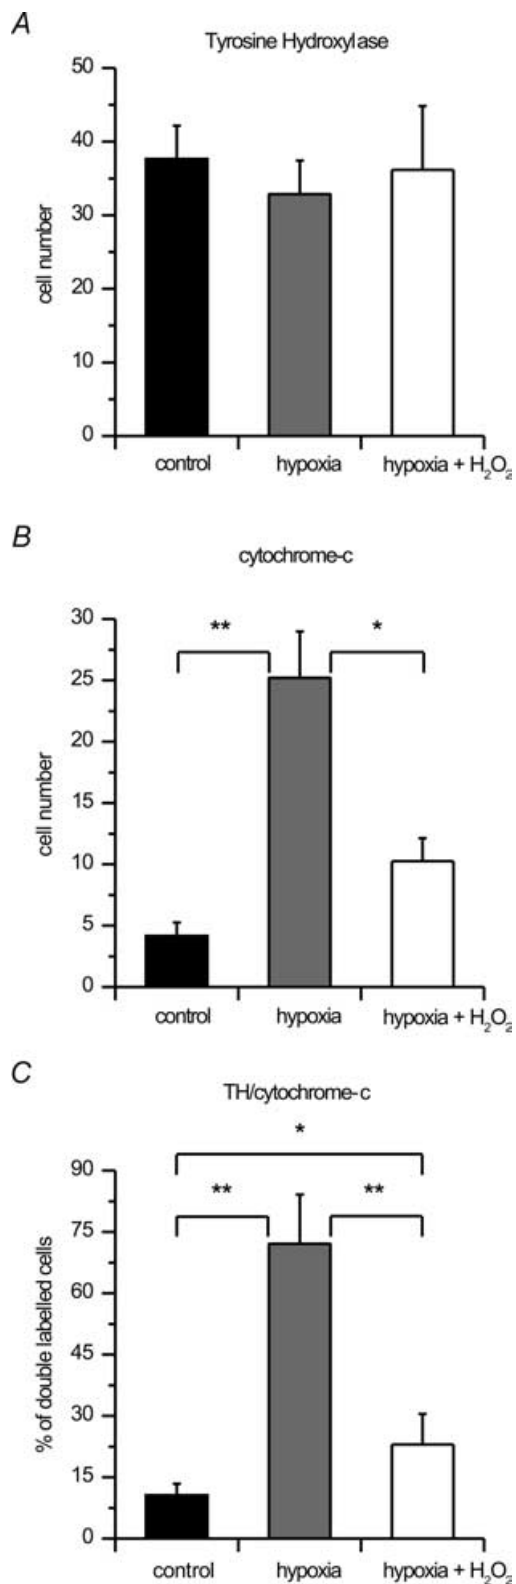 A
Tyrosine Hydroxylase
50
40
30
20
10
0
cell number
control
hypoxia
hypoxia + H₂O₂
B
cytochrome-c
30
25
20
15
10
5
0
cell number
**
*
control
hypoxia
hypoxia + H₂O₂
C
TH/cytochrome-c
*
**
**
90
75
60
45
30
15
0
% of double labelled cells
control
hypoxia
hypoxia + H₂O₂